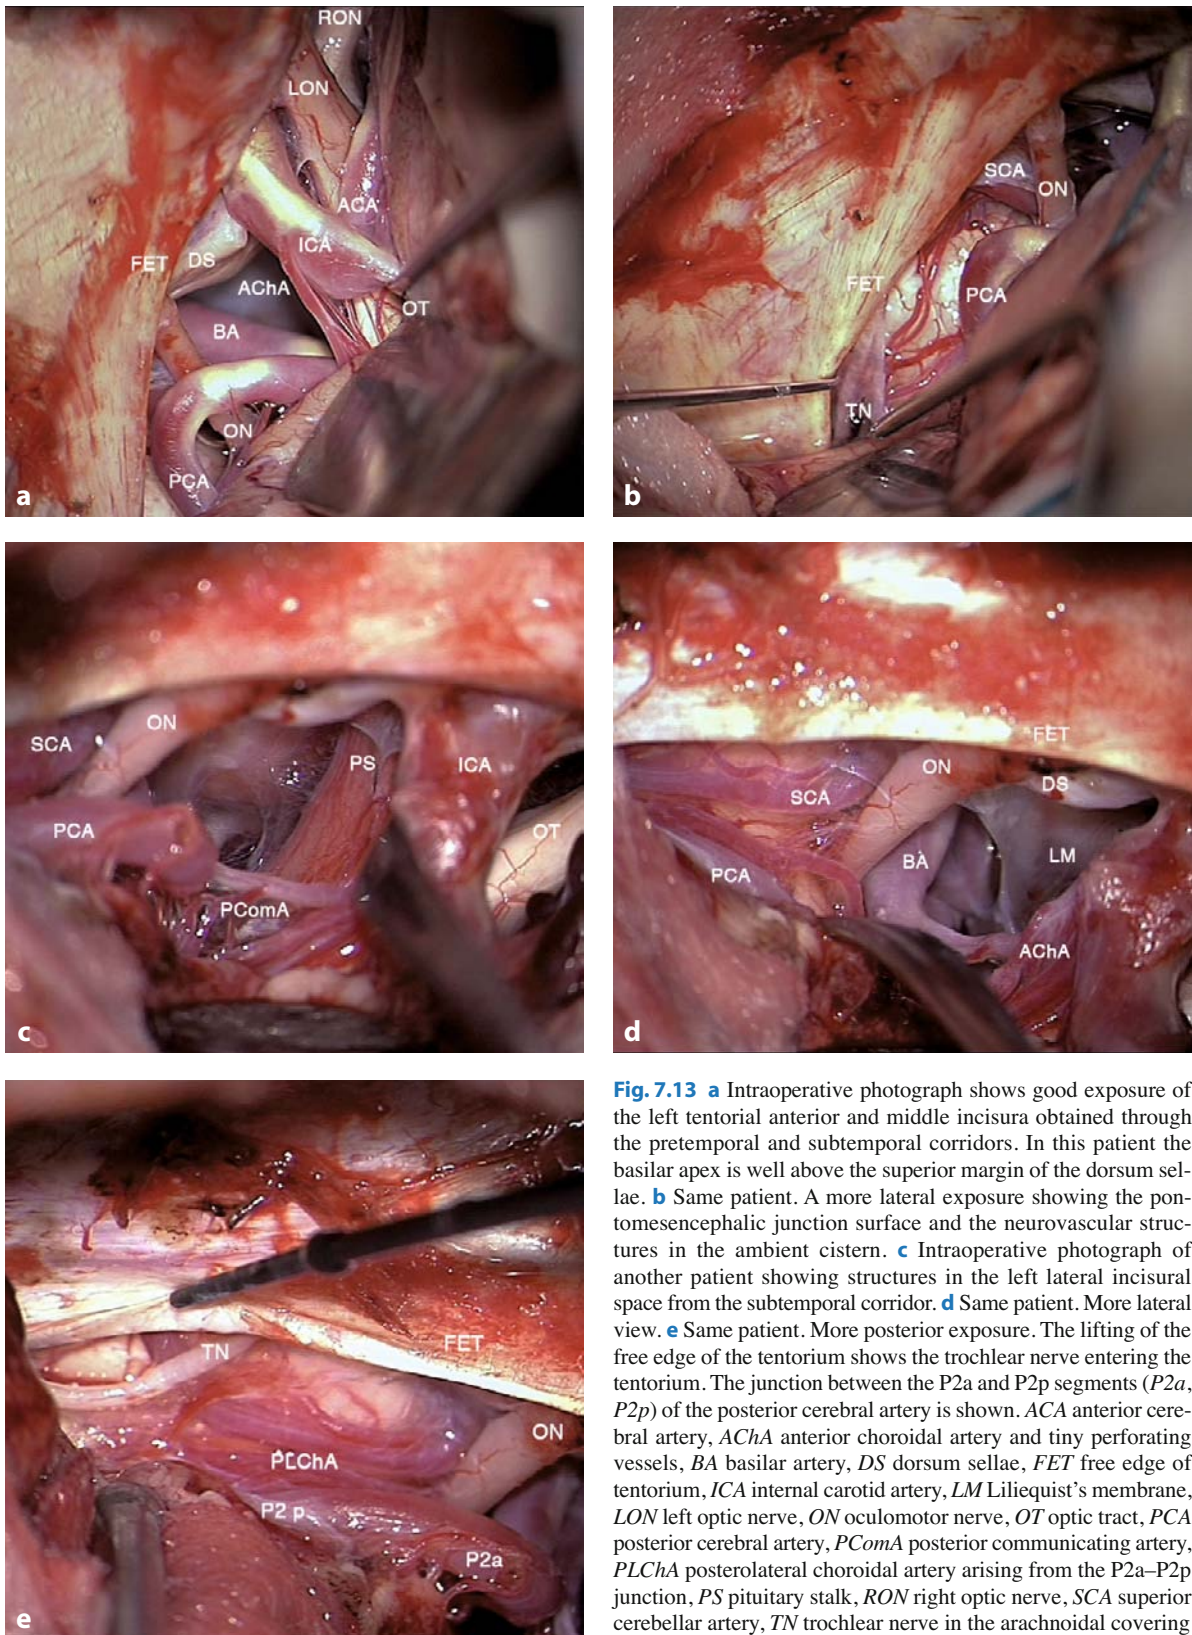 RON
LON
ACA
ICA
FET
DS
AChA
OT
BA
ON
PCA
a
SCA
ON
FET
PCA
TN
b
ON
SCA
PS
ICA
PCA
OT
PComA
c
FET
ON
DS
SCA
BA
LM
PCA
AChA
d
TN
FET
ON
PLChA
P2 p
P2a
e
Fig. 7.13 a Intraoperative photograph shows good exposure of
the left tentorial anterior and middle incisura obtained through
the pretemporal and subtemporal corridors. In this patient the
basilar apex is well above the superior margin of the dorsum sel-
lae. b Same patient. A more lateral exposure showing the pon-
tomesencephalic junction surface and the neurovascular struc-
tures in the ambient cistern. c Intraoperative photograph of
another patient showing structures in the left lateral incisural
space from the subtemporal corridor. d Same patient. More lateral
view. e Same patient. More posterior exposure. The lifting of the
free edge of the tentorium shows the trochlear nerve entering the
tentorium. The junction between the P2a and P2p segments (P2a,
P2p) of the posterior cerebral artery is shown. ACA anterior cere-
bral artery, AChA anterior choroidal artery and tiny perforating
vessels, BA basilar artery, DS dorsum sellae, FET free edge of
tentorium, ICA internal carotid artery, LM Liliequist's membrane,
LON left optic nerve, ON oculomotor nerve, OT optic tract, PCA
posterior cerebral artery, PComA posterior communicating artery,
PLChA posterolateral choroidal artery arising from the P2a–P2p
junction, PS pituitary stalk, RON right optic nerve, SCA superior
cerebellar artery, TN trochlear nerve in the arachnoidal covering